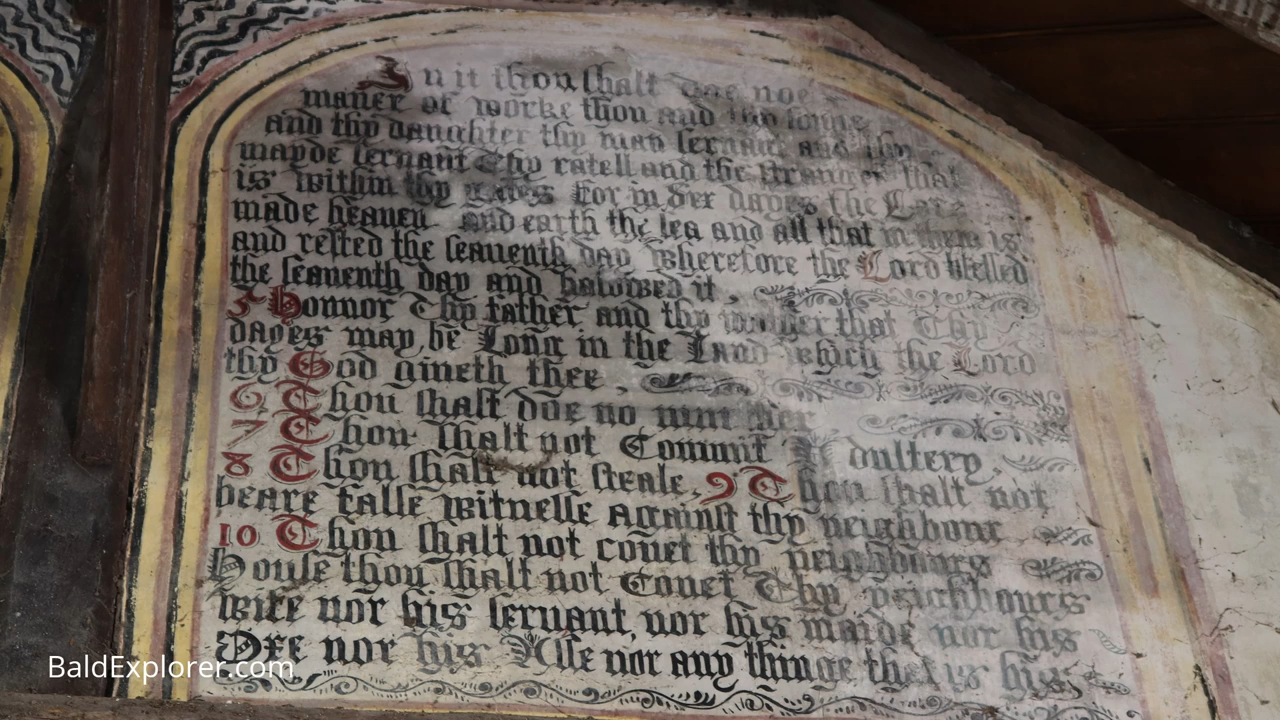 In it thou shalt doe noe
maner of worke thou and thy sonne
and thy daughter thy man servant and thy
mayde servant Thy catell and the stranger that
is within thy gates for in Sex dayes the Lord
made heaven and earth the sea and all that in them is
and rested the seaventh day wherefore the Lord blessed
the seaventh day and halowed it.
5 Honnor Thy father and thy mother that Thy
dayes may be Long in the Land which the Lord
thy God giveth thee.
6 Thou shalt doe no murther
7 Thou shalt not Commit Adultery.
8 Thou shalt not steale. 9 Thou shalt not
beare false witnesse Against thy neighbour
10 Thou shalt not covet thy neighbours
House thou shalt not Covet Thy neighbours
wife nor his servant, nor his maide nor his
Oxe nor his Asse nor any thinge that is his,
BaldExplorer.com